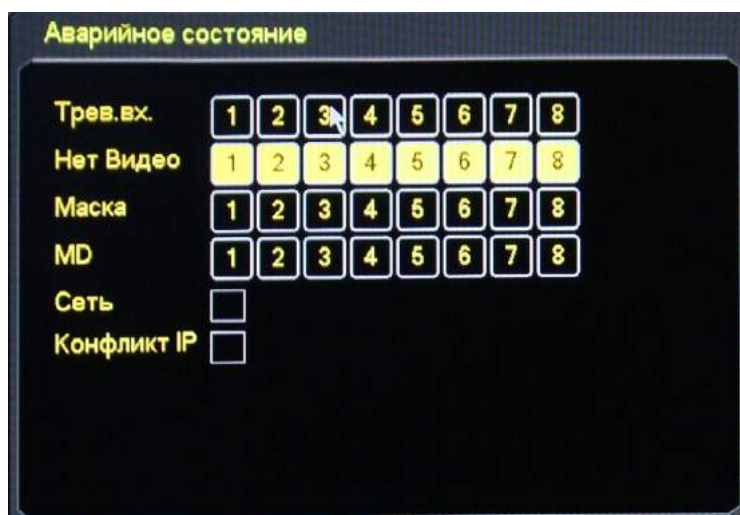 Аварийное состояние
Трев.вх. 1 2 3 4 5 6 7 8
Нет Видео 1 2 3 4 5 6 7 8
Маска 1 2 3 4 5 6 7 8
MD 1 2 3 4 5 6 7 8
Сеть
Конфликт IP